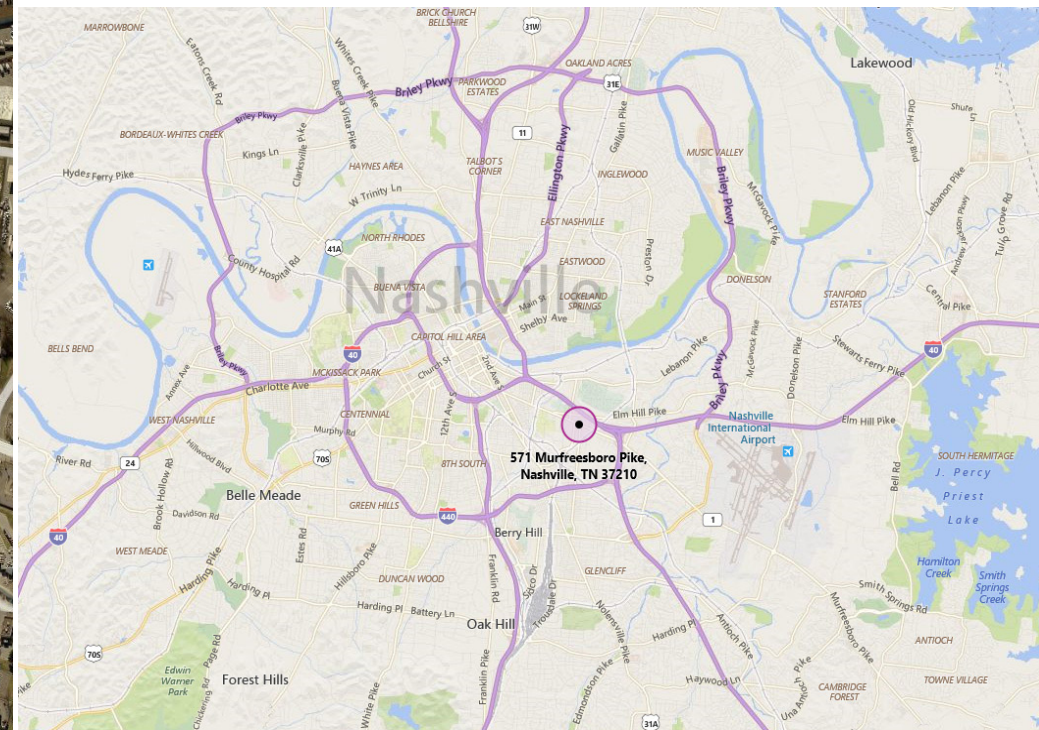 MARROWBONE
BRICK CHURCH
BELLSHIRE
31W
OAKLAND ACRES
Lakewood
Eatons Creek Rd
Whites Creek Pike
Buena Vista Pike
Briley Pkwy
PARKWOOD
ESTATES
31E
Briley Pkwy
BORDEAUX-WHITES CREEK
Clarksville Pike
Kings Ln
11
Ellington Pkwy
Gallatin Pike
MUSIC VALLEY
Old Hickory Blvd
Shute Ln
Hydes Ferry Pike
HAYNES AREA
TALBOT'S
CORNER
INGLEWOOD
Briley Pkwy
McGavock Pike
Lebanon Pike
Andrew Jackson Pkwy
Tulip Grove Rd
W Trinity Ln
EAST NASHVILLE
NORTH RHODES
41A
County Hospital Rd
EASTWOOD
Preston Dr
DONELSON
Nashville
BUENA VISTA
Main St
LOCKELAND
SPRINGS
STANFORD
ESTATES
Central Pike
Shelby Ave
CAPITOL HILL AREA
BELLS BEND
Briley Pkwy
40
Church St
2nd Ave S
Lebanon Pike
Briley Pkwy
McGavock Pike
Donelson Pike
Stewarts Ferry Pike
40
Annex Ave
MCKISSACK PARK
Charlotte Ave
12th Ave S
CENTENNIAL
WEST NASHVILLE
Murphy Rd
Elm Hill Pike
Nashville
International
Airport
Elm Hill Pike
Hillwood Blvd
River Rd
24
70S
8TH SOUTH
571 Murfreesboro Pike,
Nashville, TN 37210
Bell Rd
SOUTH HERMITAGE
J. Percy
Priest
Lake
Brook Hollow Rd
Belle Meade
Davidson Rd
GREEN HILLS
440
1
40
WEST MEADE
Estes Rd
Hillsboro Pike
Berry Hill
Harding Pike
Franklin Rd
Sidco Dr
Trousdale Dr
GLENCLIFF
Hamilton
Creek
Smith
Springs
Creek
Harding Pl
DUNCAN WOOD
Harding Pl
Battery Ln
Oak Hill
Nolensville Pike
Harding Pl
Antioch Pike
Smith Springs Rd
Murfreesboro Pike
ANTIOCH
70S
Page Rd
Edwin
Warner
Park
Forest Hills
Chickering Rd
White Pike
Franklin Pike
Edmondson Pike
Haywood Ln
Una Antioch Pike
CAMBRIDGE
FOREST
TOWNE VILLAGE
31A